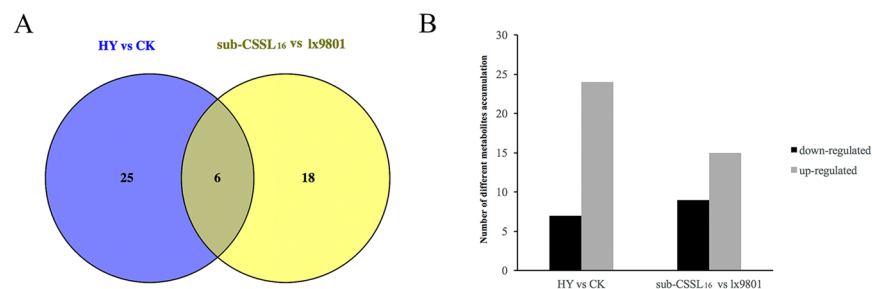 A
HY vs CK
sub-CSSL16 vs lx9801
25
6
18
B
Number of different metabolites accumulation
30
25
20
15
10
5
0
HY vs CK
sub-CSSL16 vs lx9801
down-regulated
up-regulated